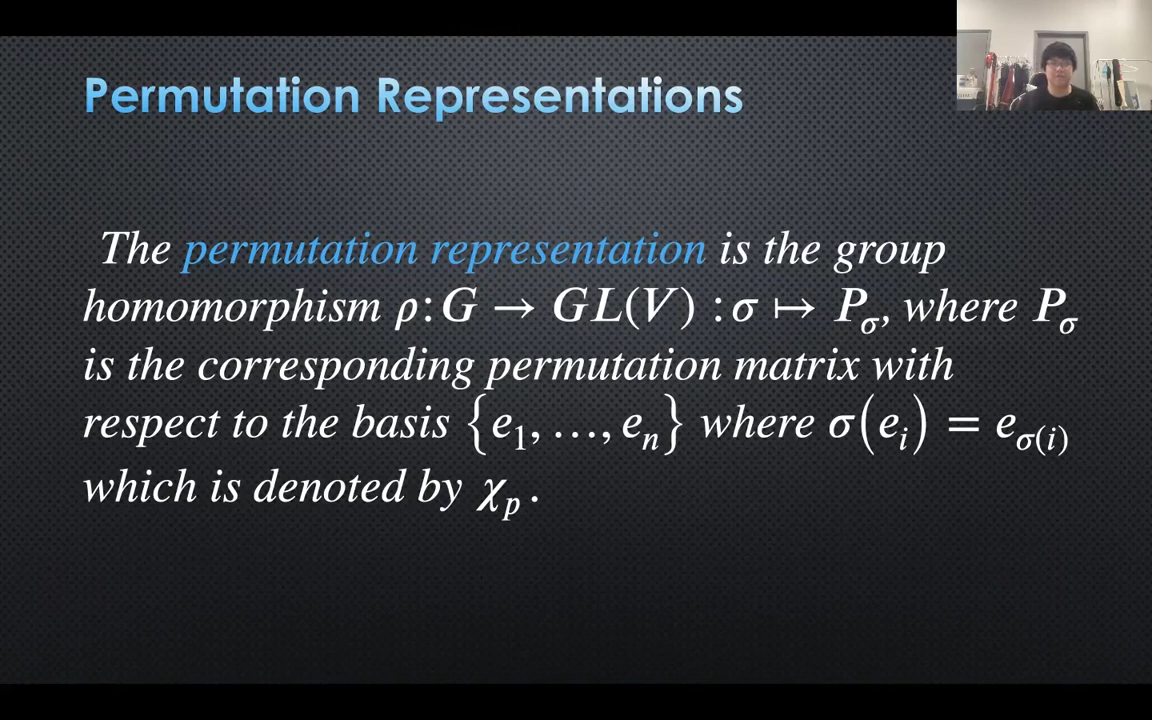 Permutation Representations
The permutation representation is the group
homomorphism ρ: G → GL(V) : σ ↦ P_σ, where P_σ
is the corresponding permutation matrix with
respect to the basis {e_1, …, e_n} where σ(e_i) = e_σ(i)
which is denoted by χ_p .